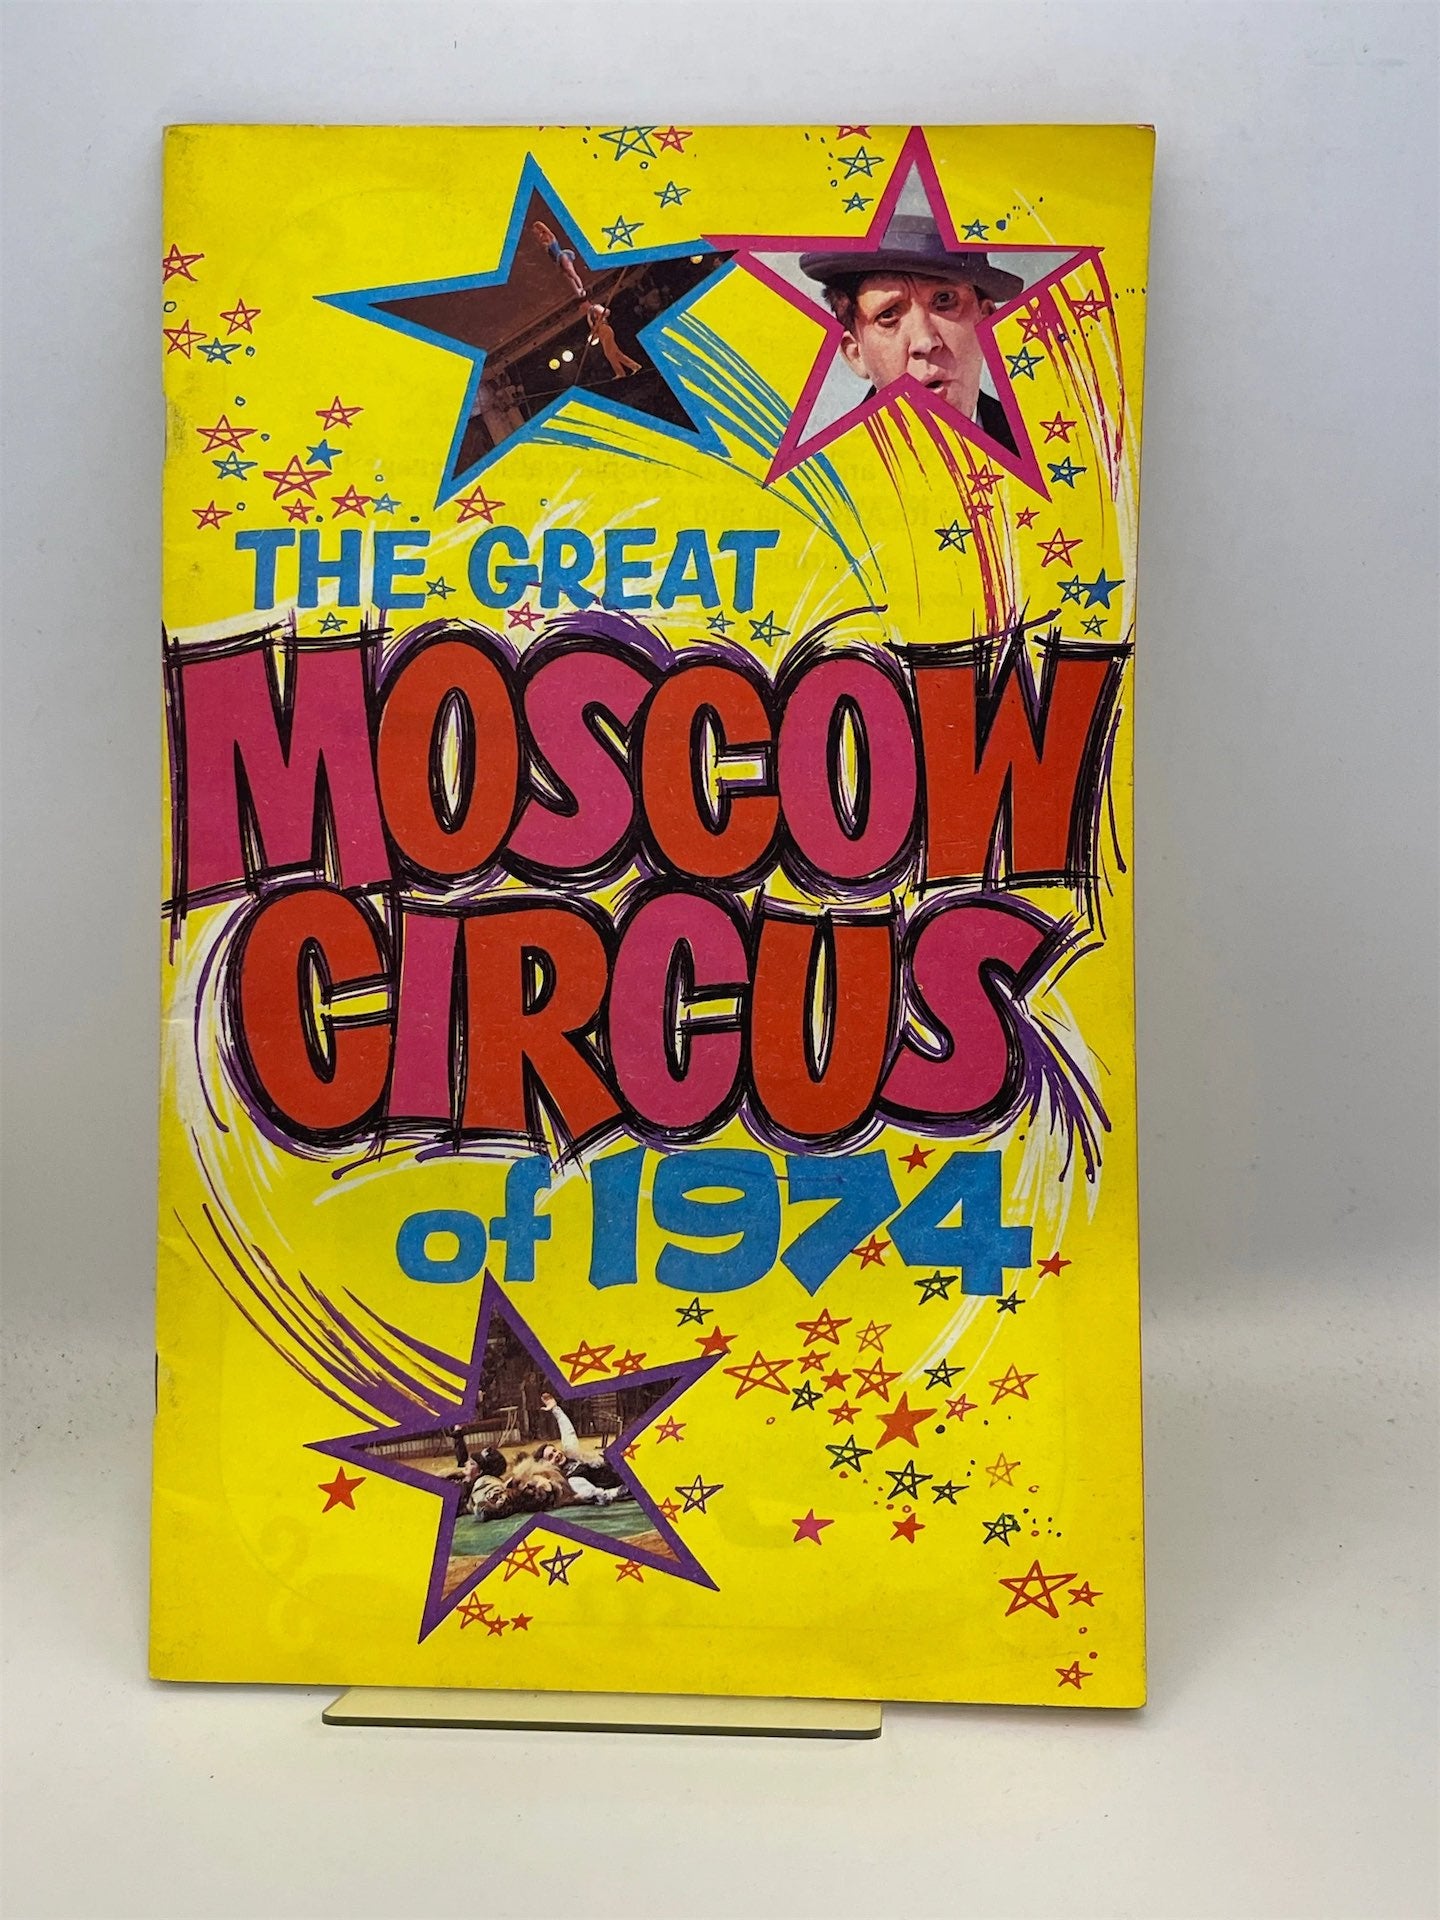 THE GREAT
MOSCOW
CIRCUS
of 1974